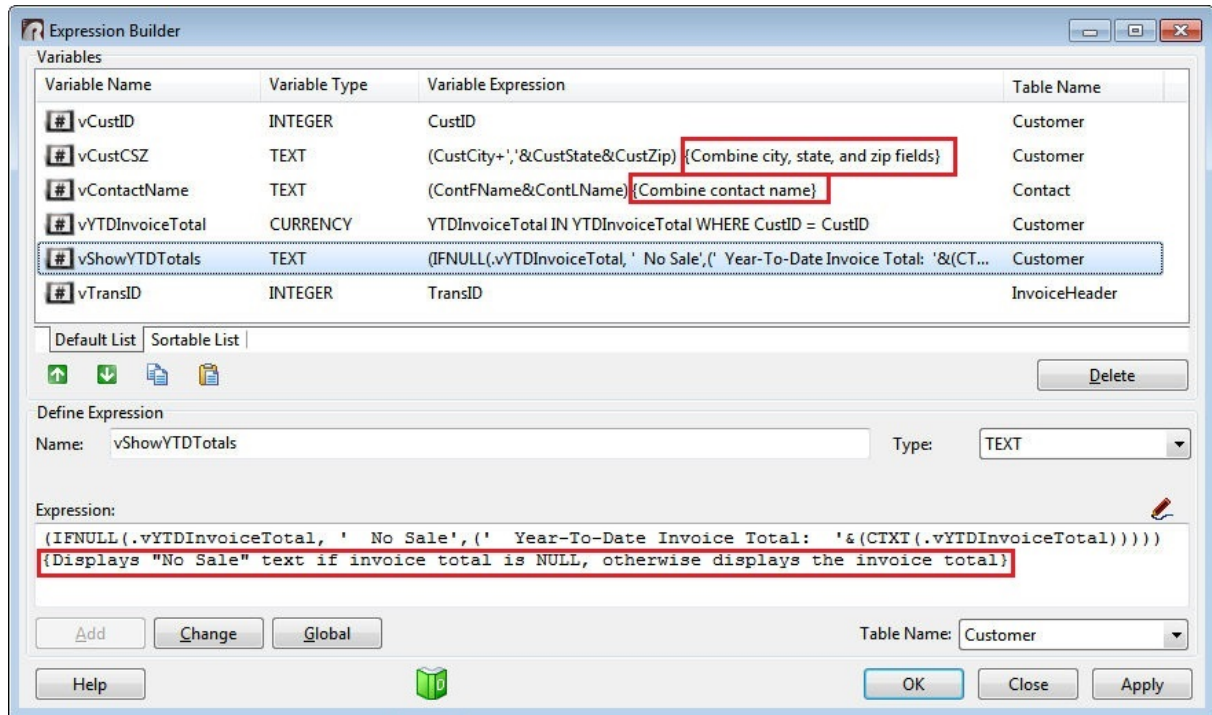 Expression Builder
Variables
Variable Name Variable Type Variable Expression Table Name
# vCustID INTEGER CustID Customer
# vCustCSZ TEXT (CustCity+','&CustState&CustZip) {Combine city, state, and zip fields} Customer
# vContactName TEXT (ContFName&ContLName) {Combine contact name} Contact
# vYTDInvoiceTotal CURRENCY YTDInvoiceTotal IN YTDInvoiceTotal WHERE CustID = CustID Customer
# vShowYTDTotals TEXT (IFNULL(.vYTDInvoiceTotal, '  No Sale',('  Year-To-Date Invoice Total:  '&(CT... Customer
# vTransID INTEGER TransID InvoiceHeader
Default List Sortable List
Delete
Define Expression
Name: vShowYTDTotals Type: TEXT
Expression:
(IFNULL(.vYTDInvoiceTotal, '  No Sale',('  Year-To-Date Invoice Total:  '&(CTXT(.vYTDInvoiceTotal)))))
{Displays "No Sale" text if invoice total is NULL, otherwise displays the invoice total}
Add Change Global Table Name: Customer
Help D OK Close Apply